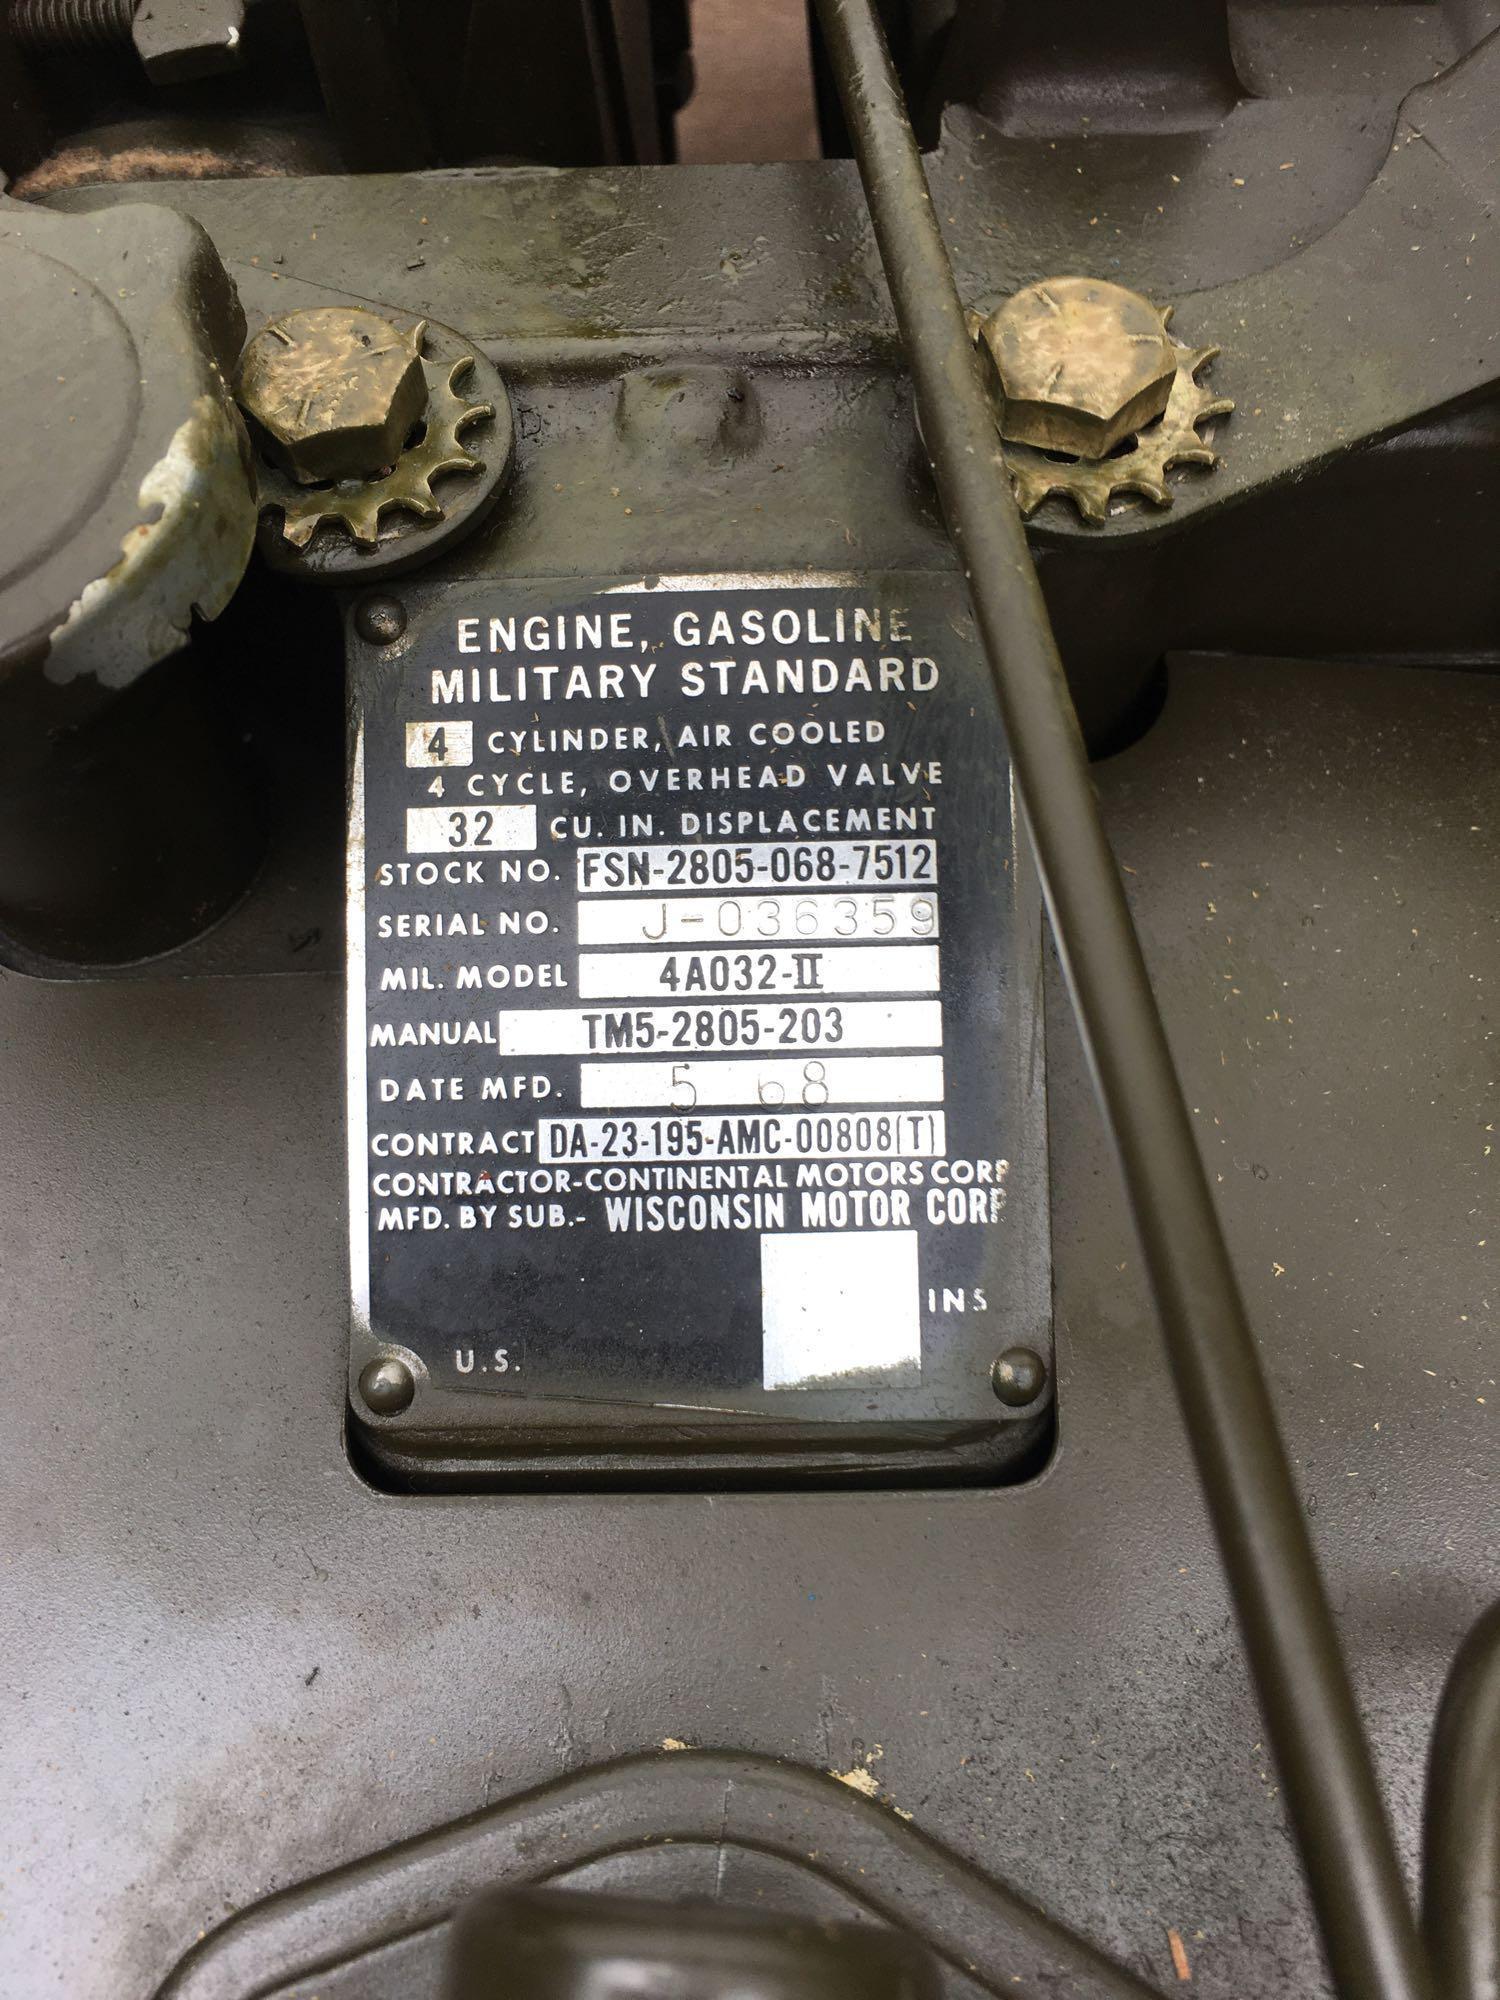 ENGINE, GASOLINE
MILITARY STANDARD
4 CYLINDER, AIR COOLED
4 CYCLE, OVERHEAD VALVE
32 CU. IN. DISPLACEMENT
STOCK NO. FSN-2805-068-7512
SERIAL NO. J-036359
MIL. MODEL 4A032-II
MANUAL TM5-2805-203
DATE MFD. 5 68
CONTRACT DA-23-195-AMC-00808(T)
CONTRACTOR-CONTINENTAL MOTORS CORP
MFD. BY SUB.- WISCONSIN MOTOR CORP.
INS
U.S.